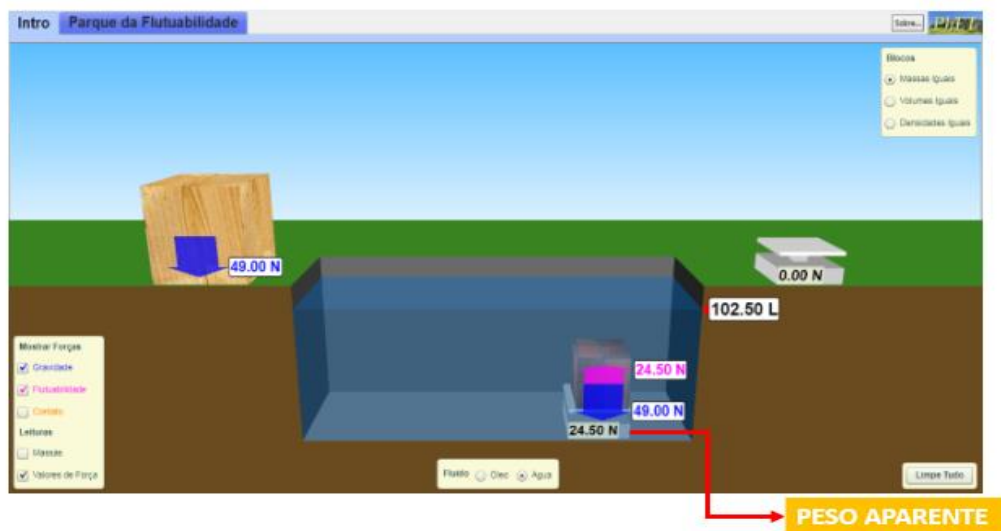 Intro Parque da Flutuabilidade
Sobre...
Blocos
Massas Iguais
Volumes Iguais
Densidades Iguais
49.00 N
0.00 N
102.50 L
Mostrar Forças
Gravidade
Flutuabilidade
Contato
Leituras
Massas
Valores de Força
24.50 N
49.00 N
24.50 N
Fluido Óleo Água
Limpe Tudo
PESO APARENTE